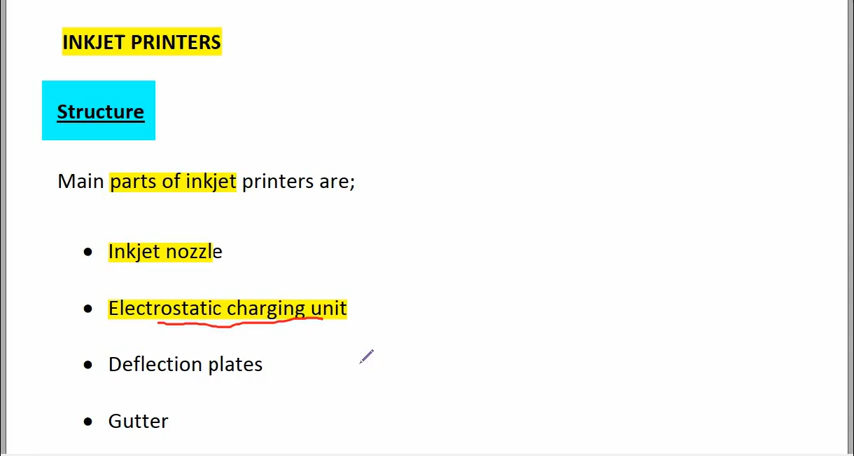 INKJET PRINTERS
Structure
Main parts of inkjet printers are;
• Inkjet nozzle
• Electrostatic charging unit
• Deflection plates
• Gutter